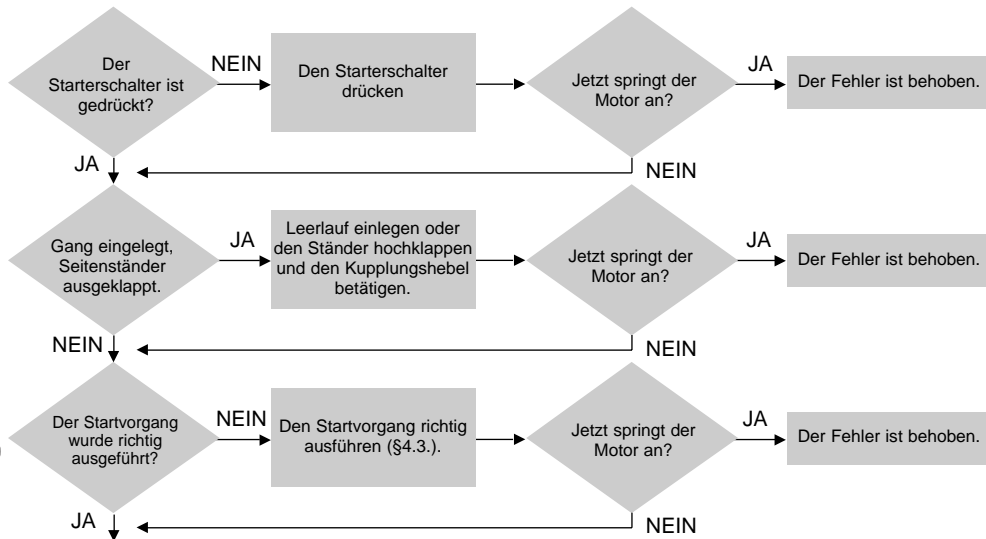 Der
Starterschalter ist
gedrückt?
NEIN
Den Starterschalter
drücken
Jetzt springt der
Motor an?
JA
Der Fehler ist behoben.
JA
NEIN
Gang eingelegt,
Seitenständer
ausgeklappt.
JA
Leerlauf einlegen oder
den Ständer hochklappen
und den Kupplungshebel
betätigen.
Jetzt springt der
Motor an?
JA
Der Fehler ist behoben.
NEIN
NEIN
Der Startvorgang
wurde richtig
ausgeführt?
NEIN
Den Startvorgang richtig
ausführen (§4.3.).
Jetzt springt der
Motor an?
JA
Der Fehler ist behoben.
JA
NEIN